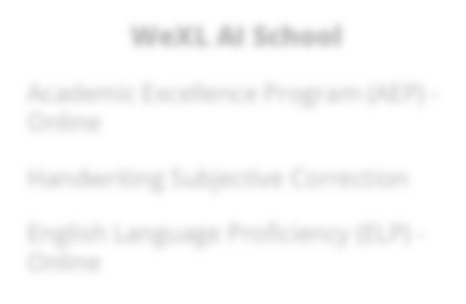 WeXL AI School
Academic Excellence Program (AEP) -
Online
Handwriting Subjective Correction
English Language Proficiency (ELP) -
Online